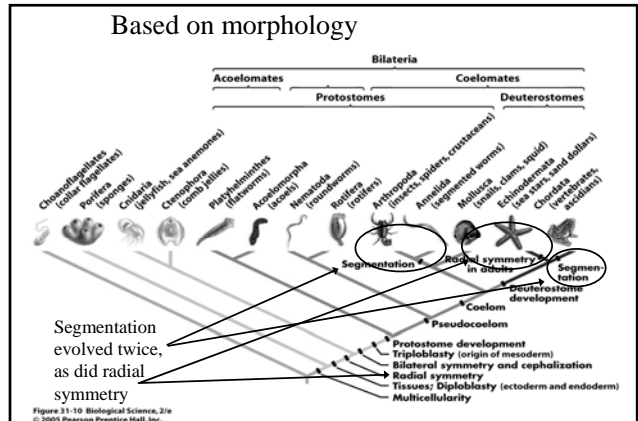 Based on morphology
Bilateria
Acoelomates
Coelomates
Protostomes
Deuterostomes
Choanoflagellates
(collar flagellates)
Porifera
(sponges)
Cnidaria
(jellyfish, sea anemones)
Ctenophora
(comb jellies)
Platyhelminthes
(flatworms)
Acoelomorpha
(acoels)
Nematoda
(roundworms)
Rotifera
(rotifers)
Arthropoda
(insects, spiders, crustaceans)
Annelida
(segmented worms)
Mollusca
(snails, clams, squid)
Echinodermata
(sea stars, sand dollars)
Chordata
(vertebrates,
ascidians)
Segmentation
Radial symmetry
in adults
Segmen-
tation
Deuterostome
development
Coelom
Pseudocoelom
Protostome development
Triploblasty (origin of mesoderm)
Bilateral symmetry and cephalization
Radial symmetry
Tissues; Diploblasty (ectoderm and endoderm)
Multicellularity
Segmentation
evolved twice,
as did radial
symmetry
Figure 31-10 Biological Science, 2/e
© 2005 Pearson Prentice Hall, Inc.